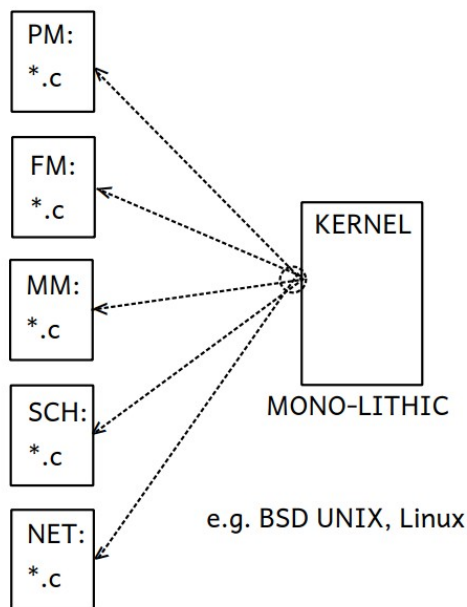 PM:
*.c
FM:
*.c
MM:
*.c
SCH:
*.c
NET:
*.c
KERNEL
MONO-LITHIC
e.g. BSD UNIX, Linux